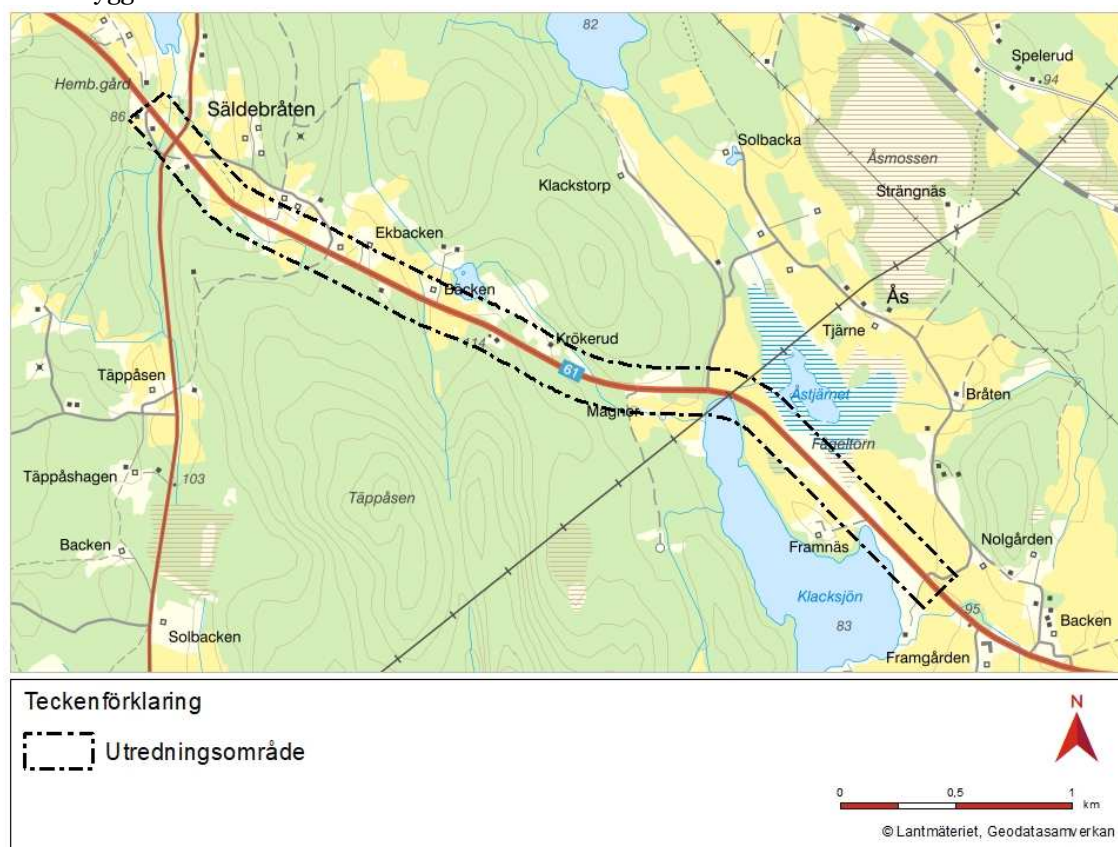 82
Spelerud
94
Hemb.gård
86
Säldebråten
Solbacka
Åsmossen
Klackstorp
Strängnäs
Ekbacken
Bäcken
Ås
Tjärne
114
Krökerud
61
Täppåsen
Åstjärnet
Bråten
Magnor
Fågeltorn
Täppåshagen
103
Täppåsen
Backen
Framnäs
Nolgården
Klacksjön
95
Solbacken
83
Backen
Framgården
Teckenförklaring
Utredningsområde
N
0 0,5 1
km
© Lantmäteriet, Geodatasamverkan